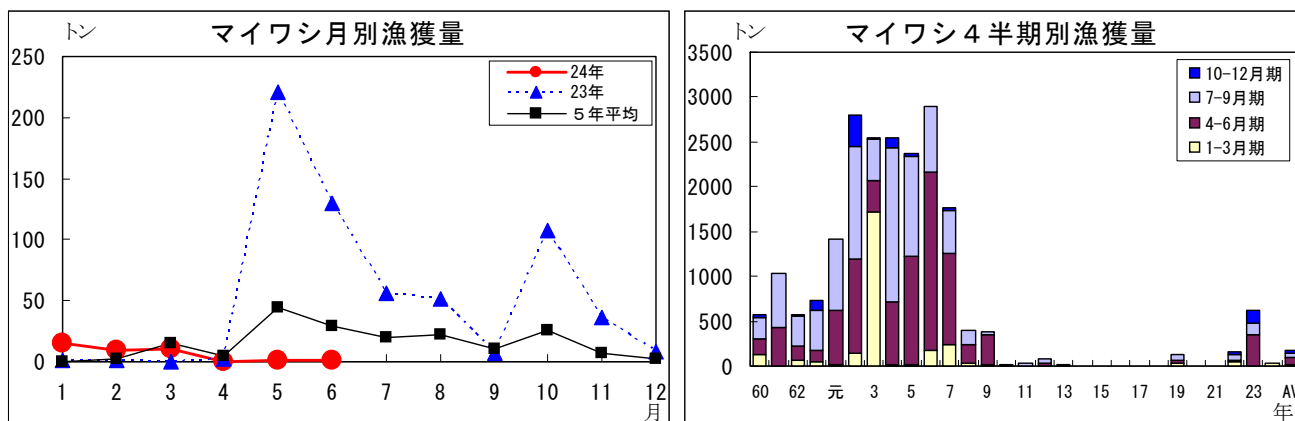 トン
マイワシ月別漁獲量
250
200
150
100
50
0
24年
23年
５年平均
1 2 3 4 5 6 7 8 9 10 11 12
月
トン
マイワシ４半期別漁獲量
3500
3000
2500
2000
1500
1000
500
0
10-12月期
7-9月期
4-6月期
1-3月期
60 62 元 3 5 7 9 11 13 15 17 19 21 23 AV
年